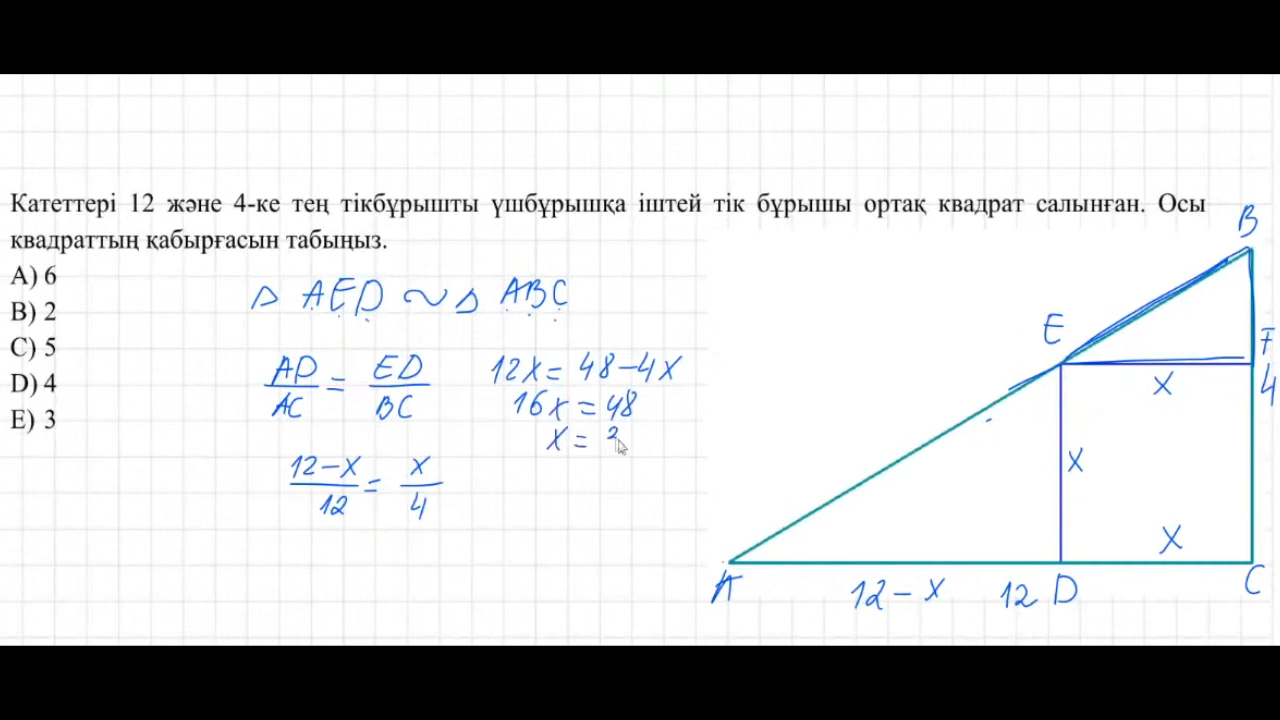 Катеттері 12 және 4-ке тең тікбұрышты үшбұрышқа іштей тік бұрышы ортақ квадрат салынған. Осы
квадраттың қабырғасын табыңыз.
A) 6
B) 2
C) 5
D) 4
E) 3
△ AED ~ △ ABC
AD/AC = ED/BC
(12-x)/12 = x/4
12x = 48-4x
16x = 48
x =
B
E
F
4
x
x
x
A
12-x
12
D
C